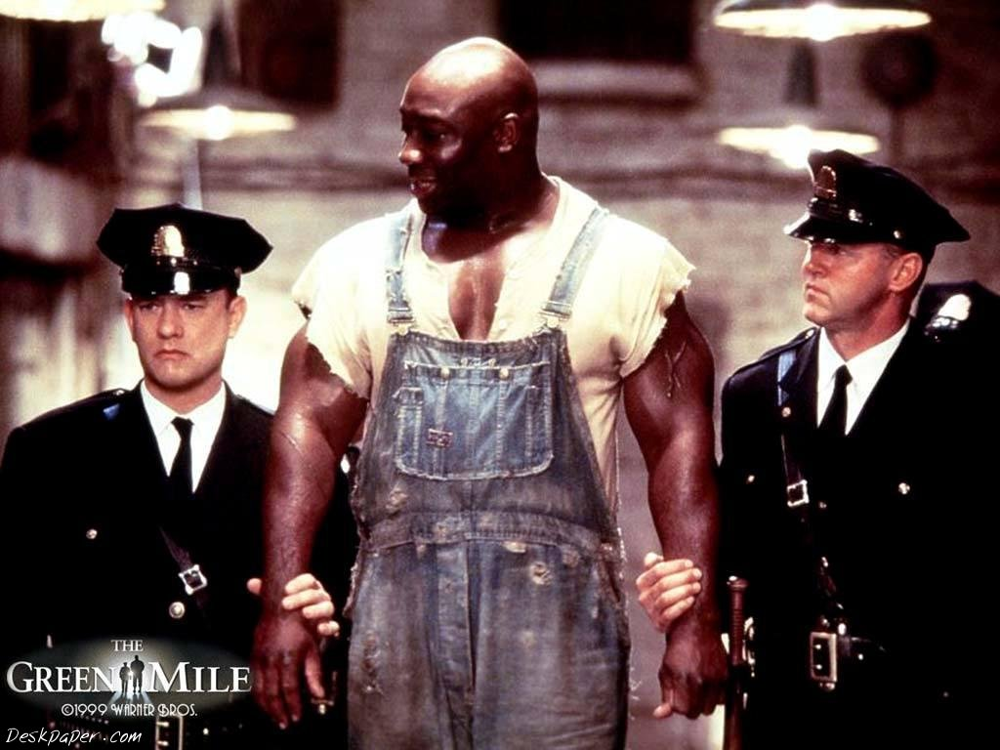 THE
GREEN MILE
©1999 WARNER BROS.
Deskpaper.com